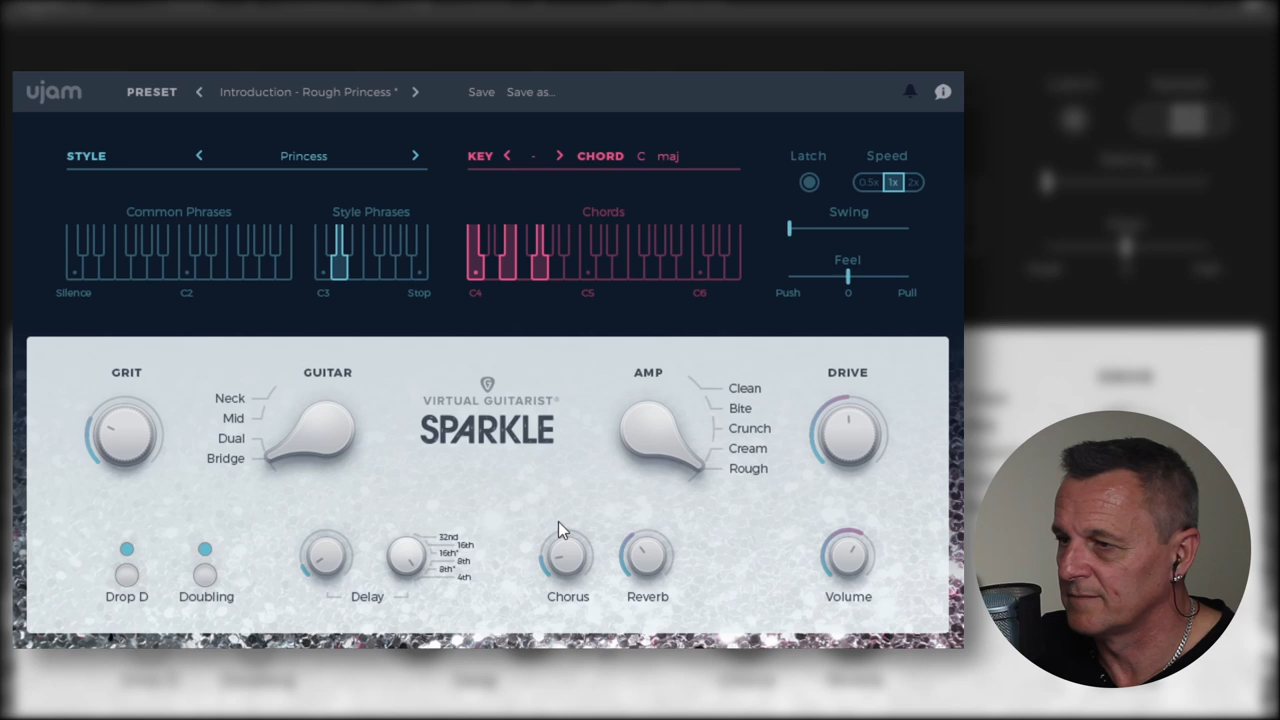 ujam PRESET Introduction - Rough Princess * Save Save as...
STYLE Princess KEY - CHORD C maj Latch Speed
0.5x 1x 2x
Common Phrases Style Phrases Chords Swing
Feel
Silence C2 C3 Stop C4 C5 C6 Push 0 Pull
GRIT GUITAR AMP DRIVE
Neck
Mid
Dual
Bridge
VIRTUAL GUITARIST®
SPARKLE
Clean
Bite
Crunch
Cream
Rough
32nd
16th
16th"
8th
8th"
4th
Drop D Doubling Delay Chorus Reverb Volume